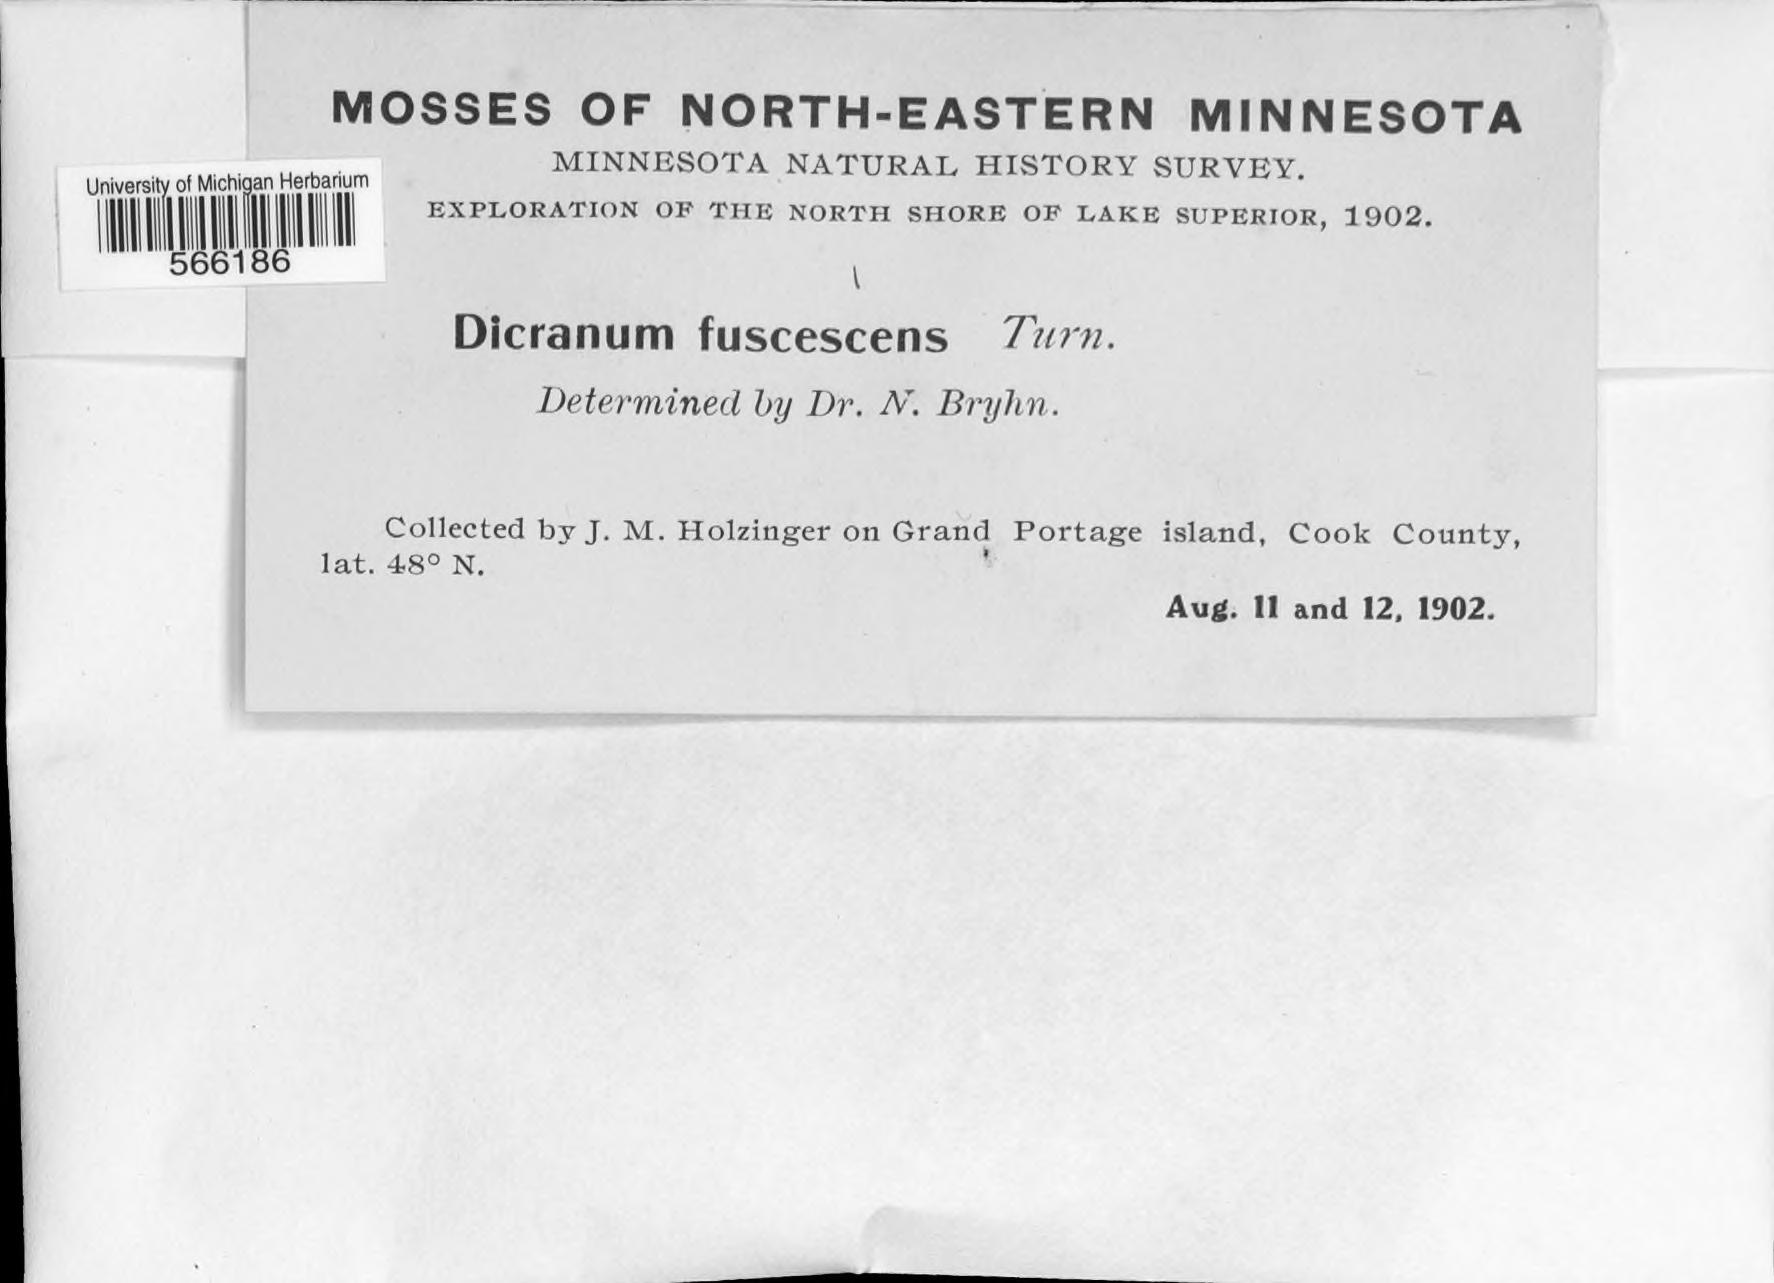 MOSSES OF NORTH-EASTERN MINNESOTA
MINNESOTA NATURAL HISTORY SURVEY.
EXPLORATION OF THE NORTH SHORE OF LAKE SUPERIOR, 1902.
University of Michigan Herbarium
566186
Dicranum fuscescens Turn.
Determined by Dr. N. Bryhn.
Collected by J. M. Holzinger on Grand Portage island, Cook County,
lat. 48° N.
Aug. 11 and 12, 1902.